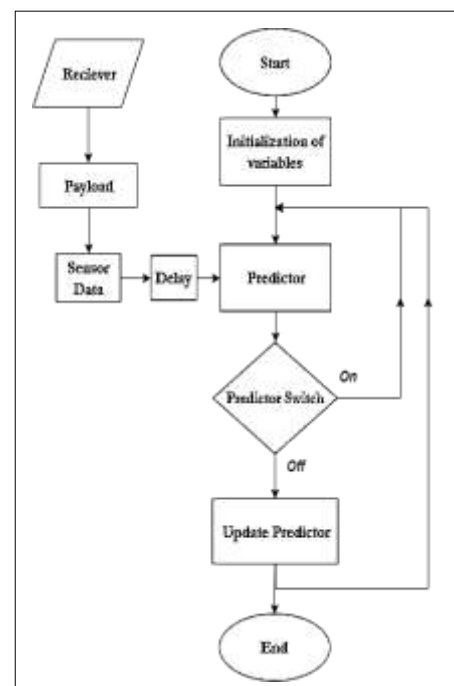 Reciever
Start
Initialization of
variables
Payload
Sensor
Data
Delay
Predictor
Predictor Switch
On
Off
Update Predictor
End